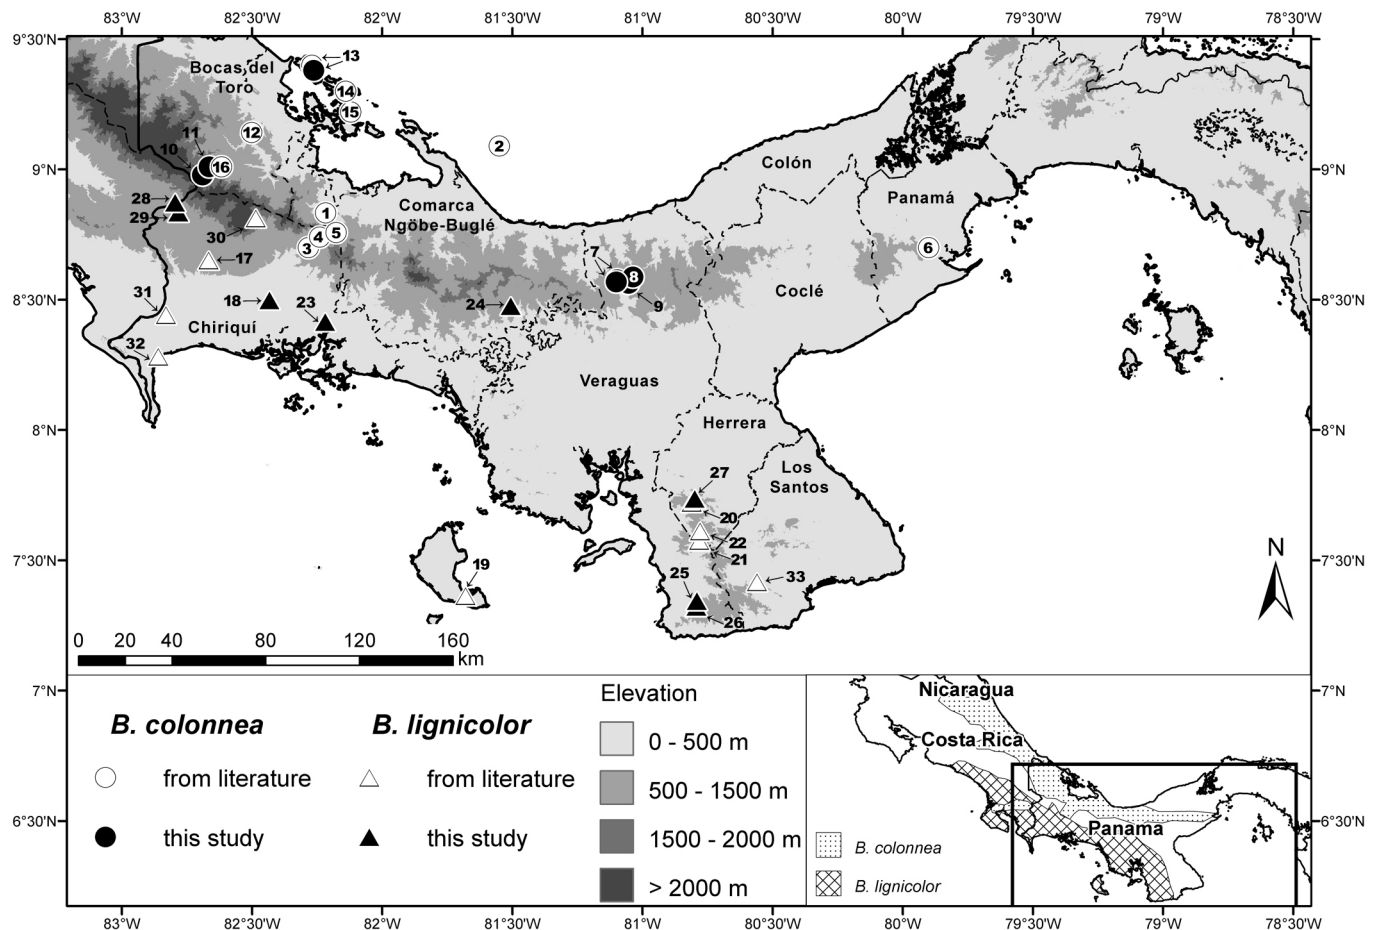 83°W 82°30'W 82°W 81°30'W 81°W 80°30'W 80°W 79°30'W 79°W 78°30'W
9°30'N
9°N
8°30'N
8°N
7°30'N
7°N
6°30'N
9°N
8°30'N
8°N
7°30'N
7°N
6°30'N
Bocas del
Toro
13
14
15
12
11
10
16
2
28
29
30
1
5
4
3
17
Comarca
Ngöbe-Buglé
Colón
Panamá
6
7
8
9
Coclé
31
18
23
24
Chiriquí
32
Veraguas
Herrera
Los
Santos
27
20
22
21
19
25
33
26
N
0 20 40 80 120 160
km
B. colonnea
from literature
this study
B. lignicolor
from literature
this study
Elevation
0 - 500 m
500 - 1500 m
1500 - 2000 m
> 2000 m
Nicaragua
Costa Rica
Panama
B. colonnea
B. lignicolor
83°W 82°30'W 82°W 81°30'W 81°W 80°30'W 80°W 79°30'W 79°W 78°30'W